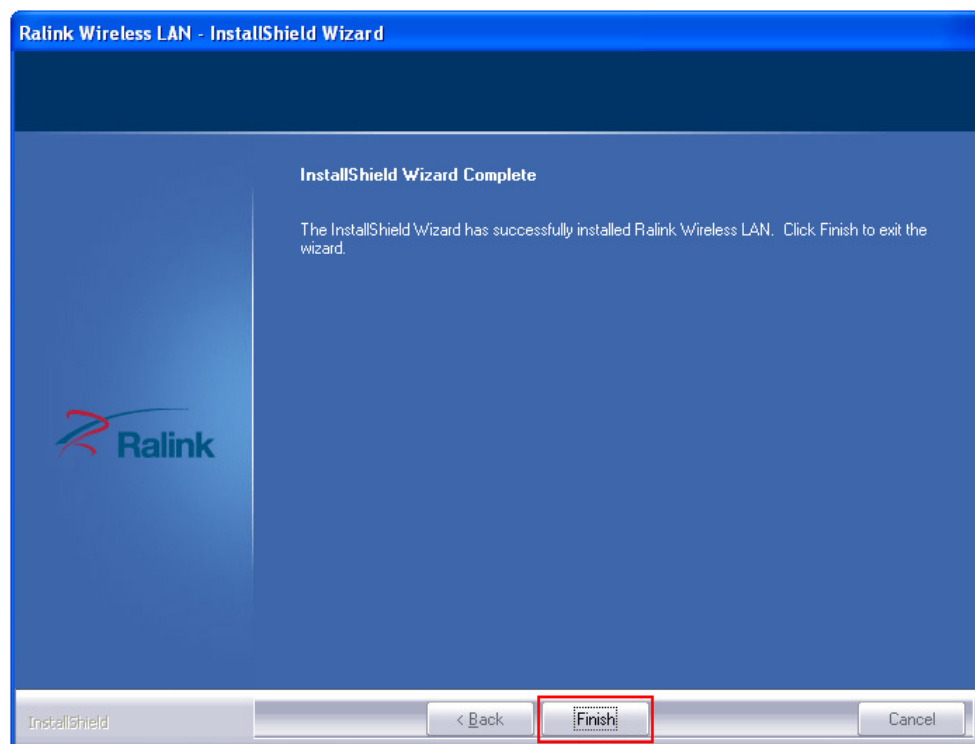 Ralink Wireless LAN - InstallShield Wizard
InstallShield Wizard Complete
The InstallShield Wizard has successfully installed Ralink Wireless LAN.  Click Finish to exit the
wizard.
Ralink
InstallShield
< Back
Finish
Cancel